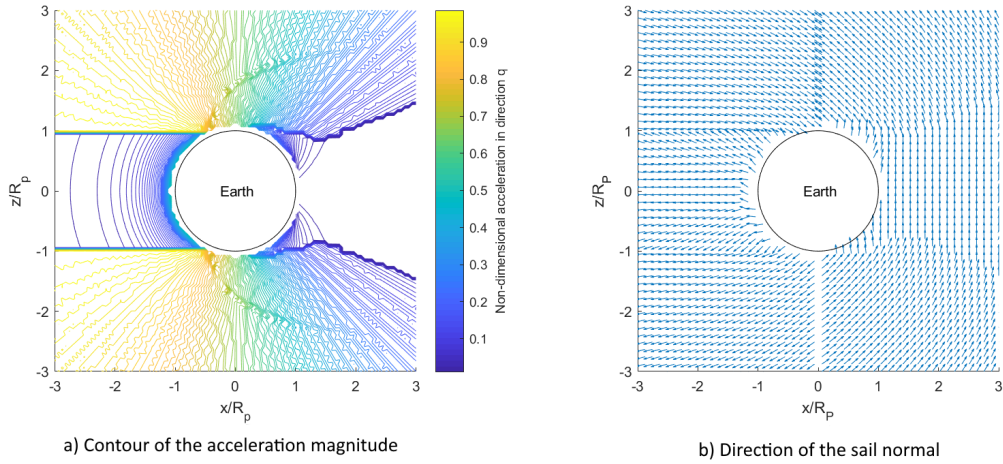 3
2
1
0
-1
-2
-3
z/R_p
Earth
-3 -2 -1 0 1 2 3
x/R_p
0.9
0.8
0.7
0.6
0.5
0.4
0.3
0.2
0.1
Non-dimensional acceleration in direction q
a) Contour of the acceleration magnitude
3
2
1
0
-1
-2
-3
z/R_P
Earth
-3 -2 -1 0 1 2 3
x/R_P
b) Direction of the sail normal